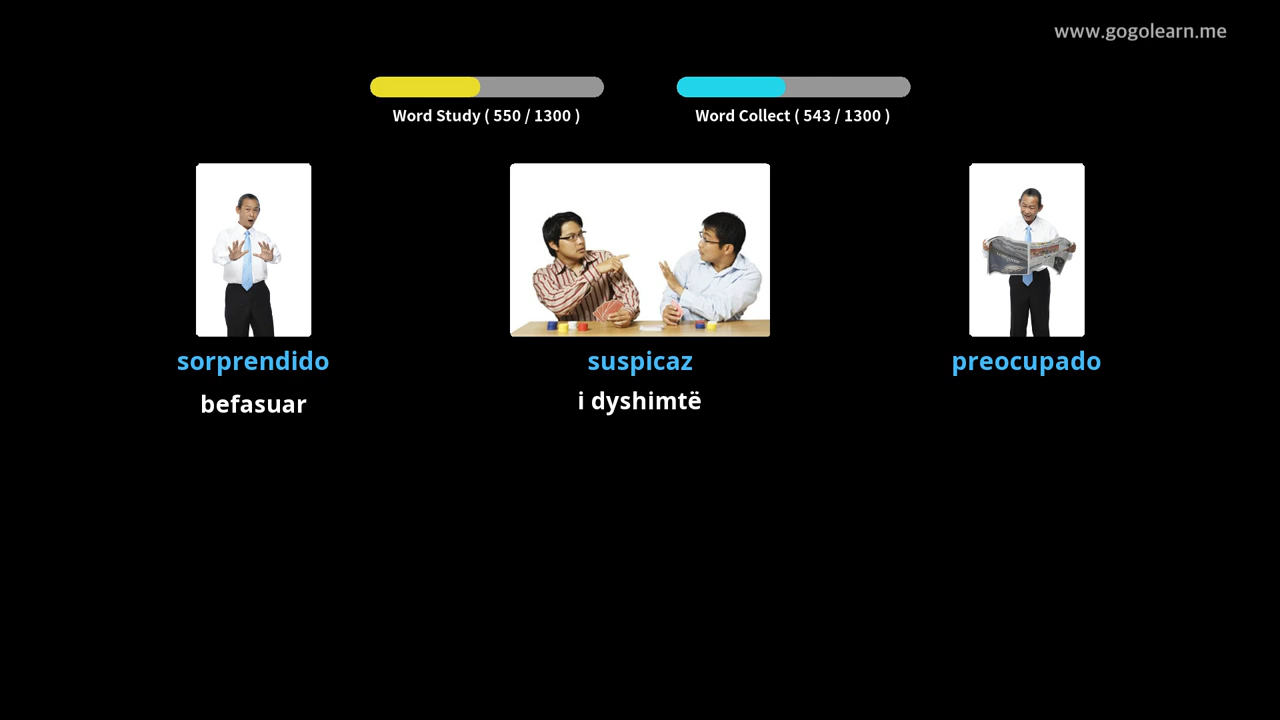 www.gogolearn.me
Word Study ( 550 / 1300 )
Word Collect ( 543 / 1300 )
sorprendido
suspicaz
preocupado
befasuar
i dyshimtë